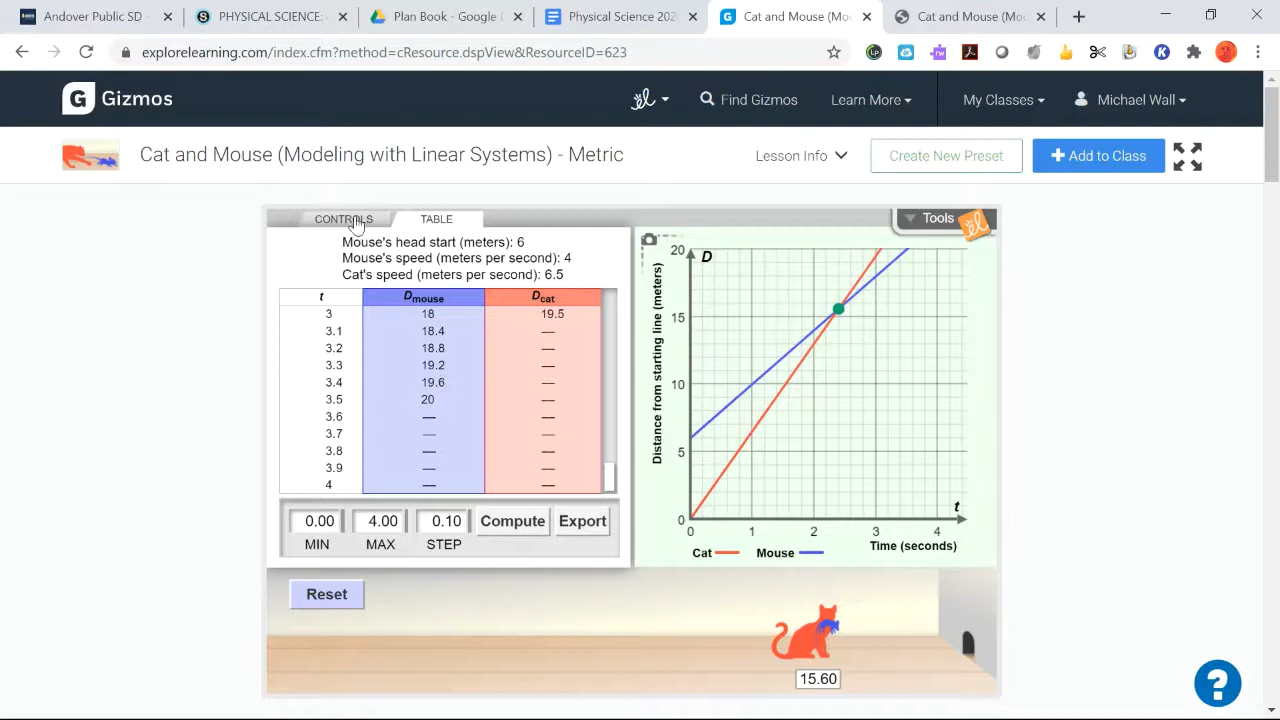 Andover Public SD
PHYSICAL SCIENCE:
Plan Book - Google
Physical Science 202
Cat and Mouse (Mo
Cat and Mouse (Mo
explorelearning.com/index.cfm?method=cResource.dspView&ResourceID=623
G Gizmos
Find Gizmos
Learn More
My Classes
Michael Wall
Cat and Mouse (Modeling with Linear Systems) - Metric
Lesson Info
Create New Preset
+ Add to Class
CONTROLS
TABLE
Tools
Mouse's head start (meters): 6
Mouse's speed (meters per second): 4
Cat's speed (meters per second): 6.5
t Dmouse Dcat
3 18 19.5
3.1 18.4 —
3.2 18.8 —
3.3 19.2 —
3.4 19.6 —
3.5 20 —
3.6 — —
3.7 — —
3.8 — —
3.9 — —
4 — —
0.00 4.00 0.10 Compute Export
MIN MAX STEP
D
Distance from starting line (meters)
20
15
10
5
0
t
0 1 2 3 4
Time (seconds)
Cat Mouse
Reset
15.60
?